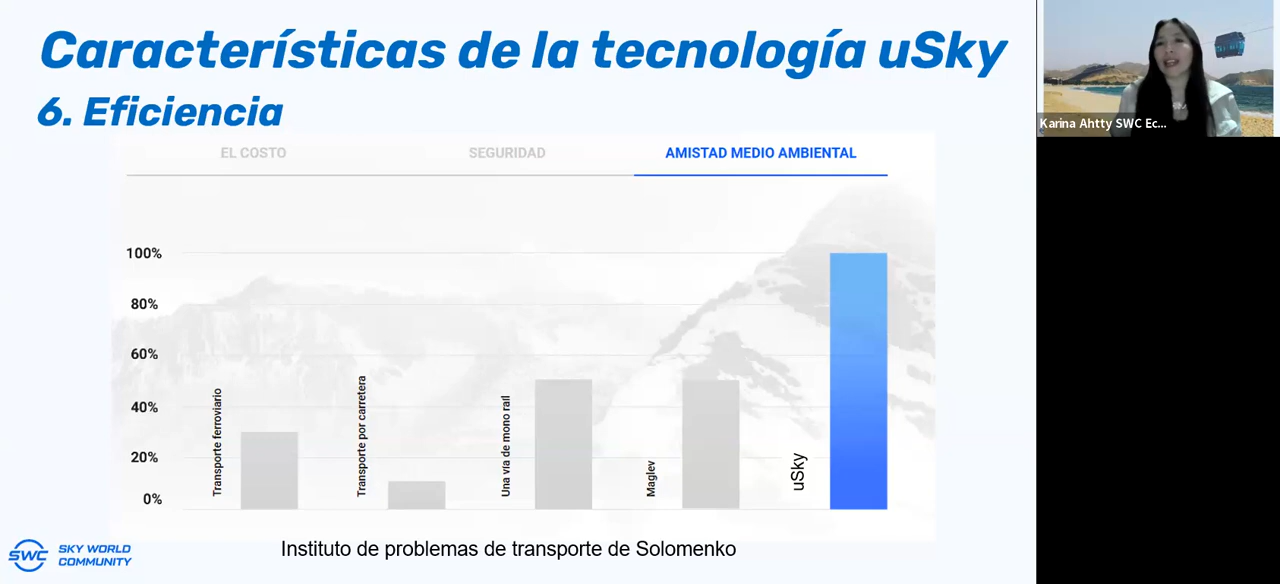 Características de la tecnología uSky
6. Eficiencia
EL COSTO
SEGURIDAD
AMISTAD MEDIO AMBIENTAL
100%
80%
60%
40%
20%
0%
Transporte ferroviario
Transporte por carretera
Una vía de mono rail
Maglev
uSky
Instituto de problemas de transporte de Solomenko
SWC
SKY WORLD
COMMUNITY
Karina Ahtty SWC Ec...